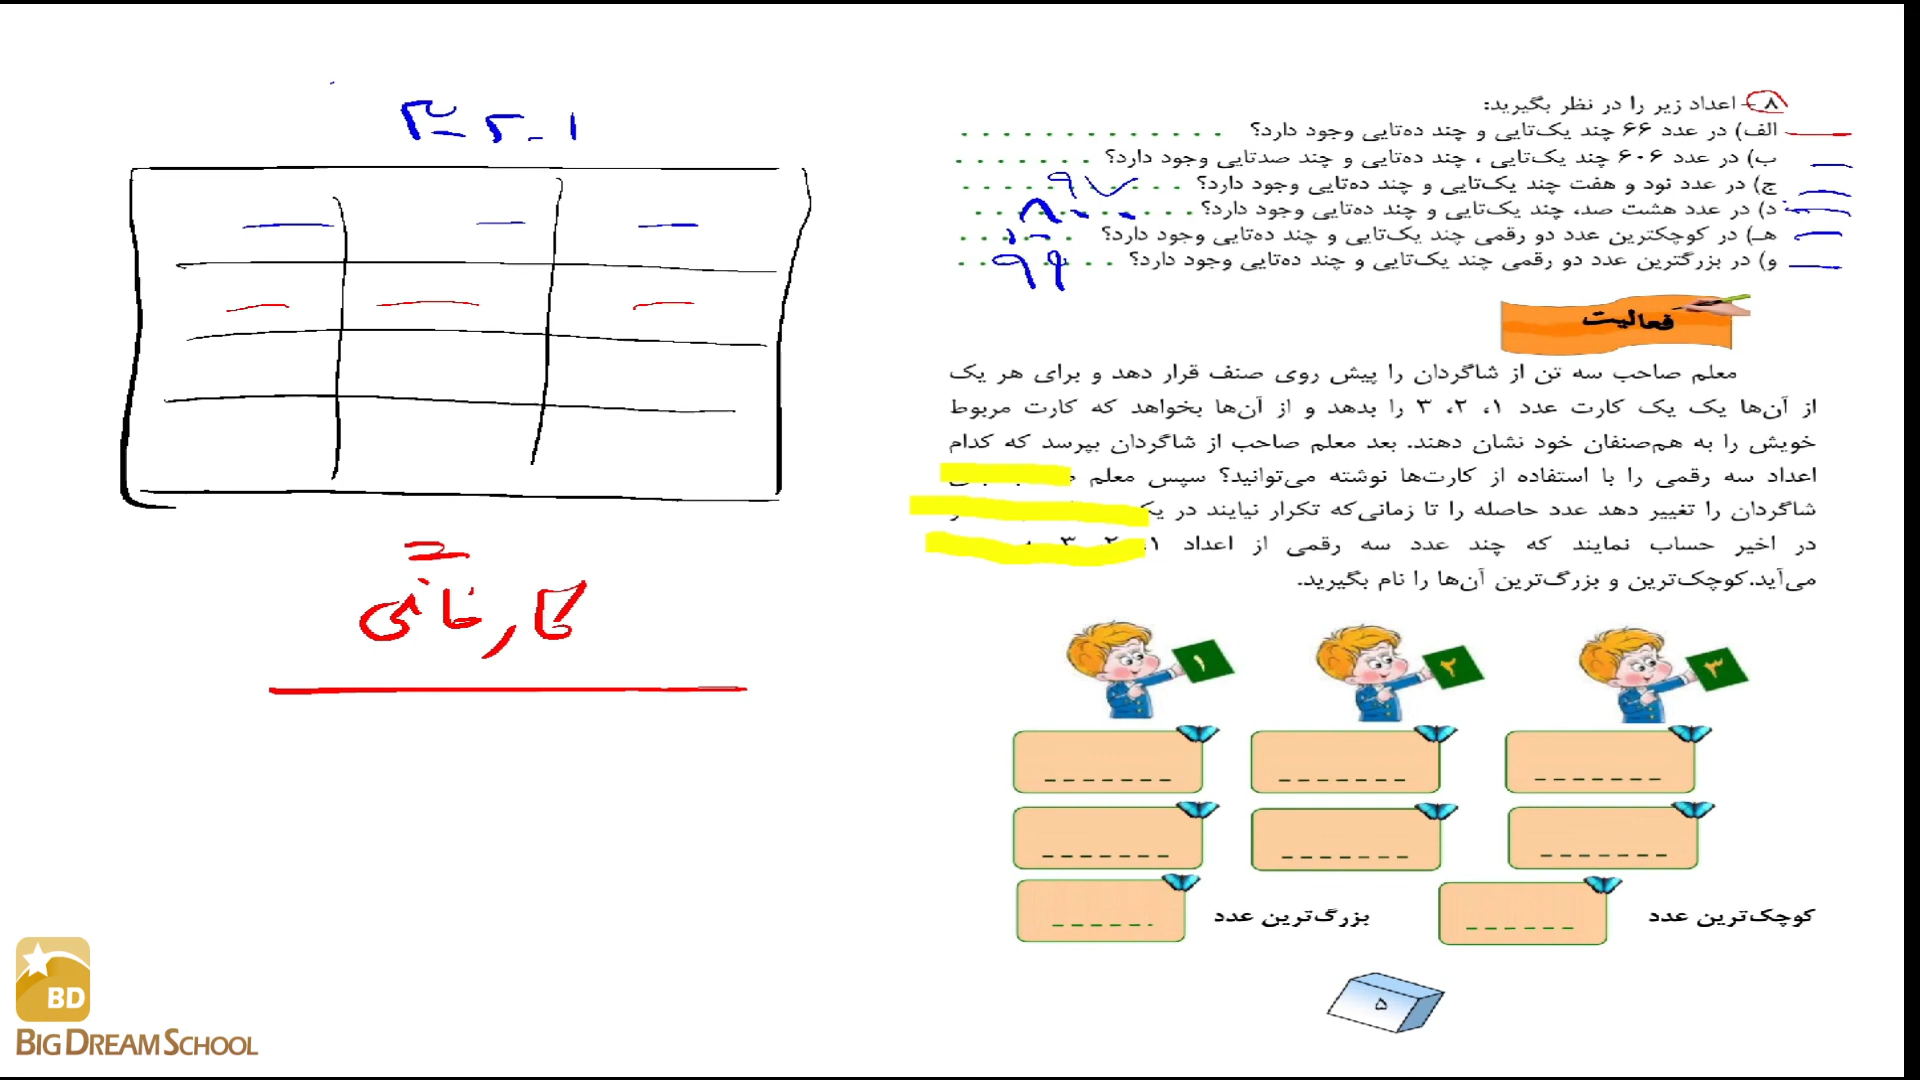 ۸ - اعداد زیر را در نظر بگیرید:
الف) در عدد ۶۶ چند یک‌تایی و چند ده‌تایی وجود دارد؟ . . . . . . . . . . . . .
ب) در عدد ۶۰۶ چند یک‌تایی ، چند ده‌تایی و چند صدتایی وجود دارد؟ . . . . . . .
ج) در عدد نود و هفت چند یک‌تایی و چند ده‌تایی وجود دارد؟ ۹۷
د) در عدد هشت صد، چند یک‌تایی و چند ده‌تایی وجود دارد؟ ۸۰۰
هـ) در کوچکترین عدد دو رقمی چند یک‌تایی و چند ده‌تایی وجود دارد؟ ۱۰
و) در بزرگترین عدد دو رقمی چند یک‌تایی و چند ده‌تایی وجود دارد؟ ۹۹
فعالیت
معلم صاحب سه تن از شاگردان را پیش روی صنف قرار دهد و برای هر یک
از آن‌ها یک یک کارت عدد ۱، ۲، ۳ را بدهد و از آن‌ها بخواهد که کارت مربوط
خویش را به هم‌صنفان خود نشان دهند. بعد معلم صاحب از شاگردان بپرسد که کدام
اعداد سه رقمی را با استفاده از کارت‌ها نوشته می‌توانید؟ سپس معلم
شاگردان را تغییر دهد عدد حاصله را تا زمانی‌که تکرار نیایند در
در اخیر حساب نمایند که چند عدد سه رقمی از اعداد ۱، ۲، ۳
می‌آید.کوچک‌ترین و بزرگ‌ترین آن‌ها را نام بگیرید.
۳ ۲ ۱
کوچک‌ترین عدد
بزرگ‌ترین عدد
۵
۳ - ۲ - ۱
کارخانگی
BD
BIG DREAM SCHOOL